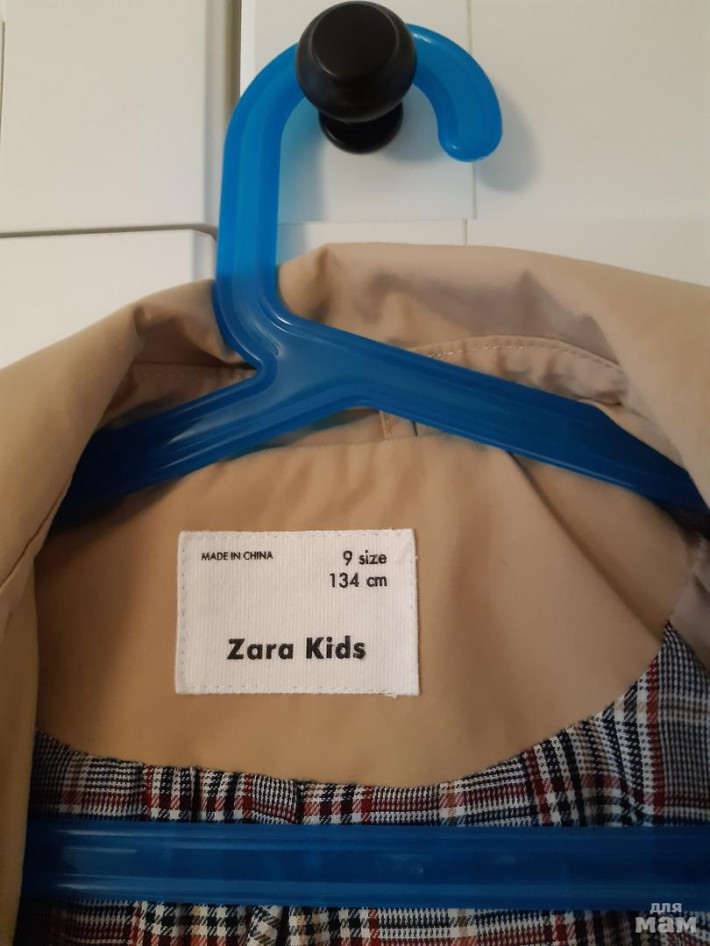 MADE IN CHINA
9 size
134 cm
Zara Kids
для
мам